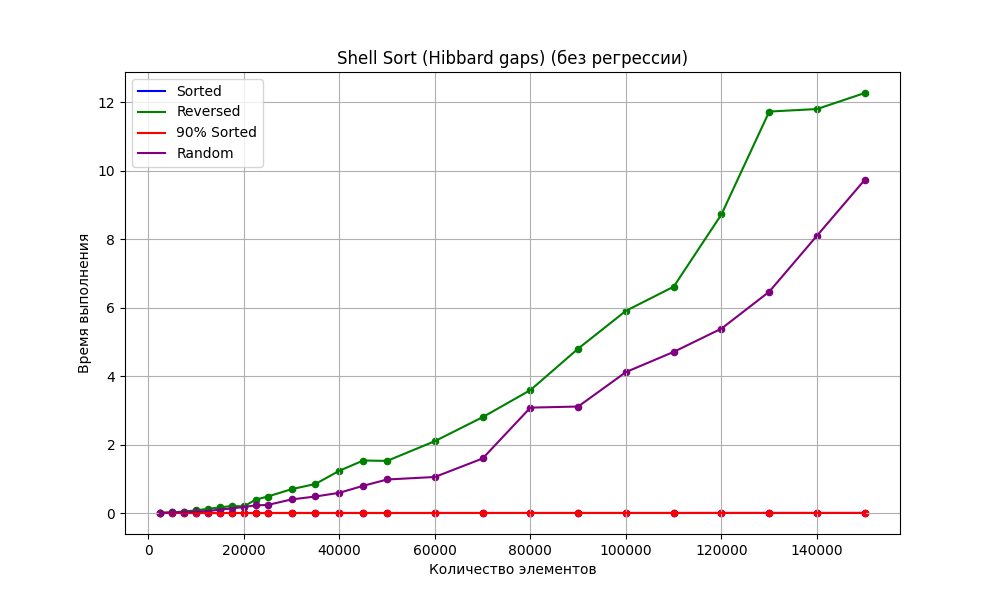 Shell Sort (Hibbard gaps) (без регрессии)
Sorted
Reversed
90% Sorted
Random
Время выполнения
12
10
8
6
4
2
0
0 20000 40000 60000 80000 100000 120000 140000
Количество элементов